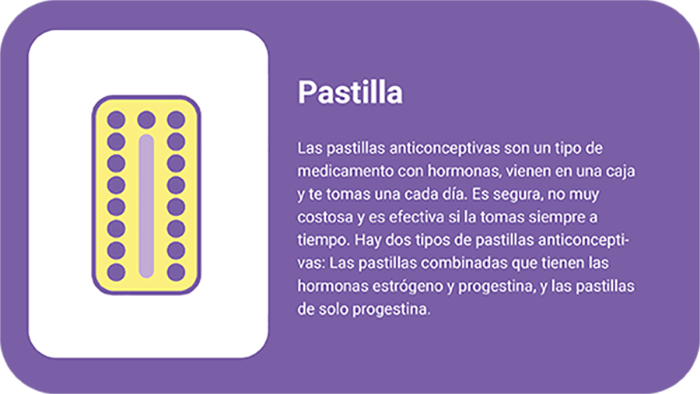 Pastilla
Las pastillas anticonceptivas son un tipo de
medicamento con hormonas, vienen en una caja
y te tomas una cada día. Es segura, no muy
costosa y es efectiva si la tomas siempre a
tiempo. Hay dos tipos de pastillas anticoncepti-
vas: Las pastillas combinadas que tienen las
hormonas estrógeno y progestina, y las pastillas
de solo progestina.